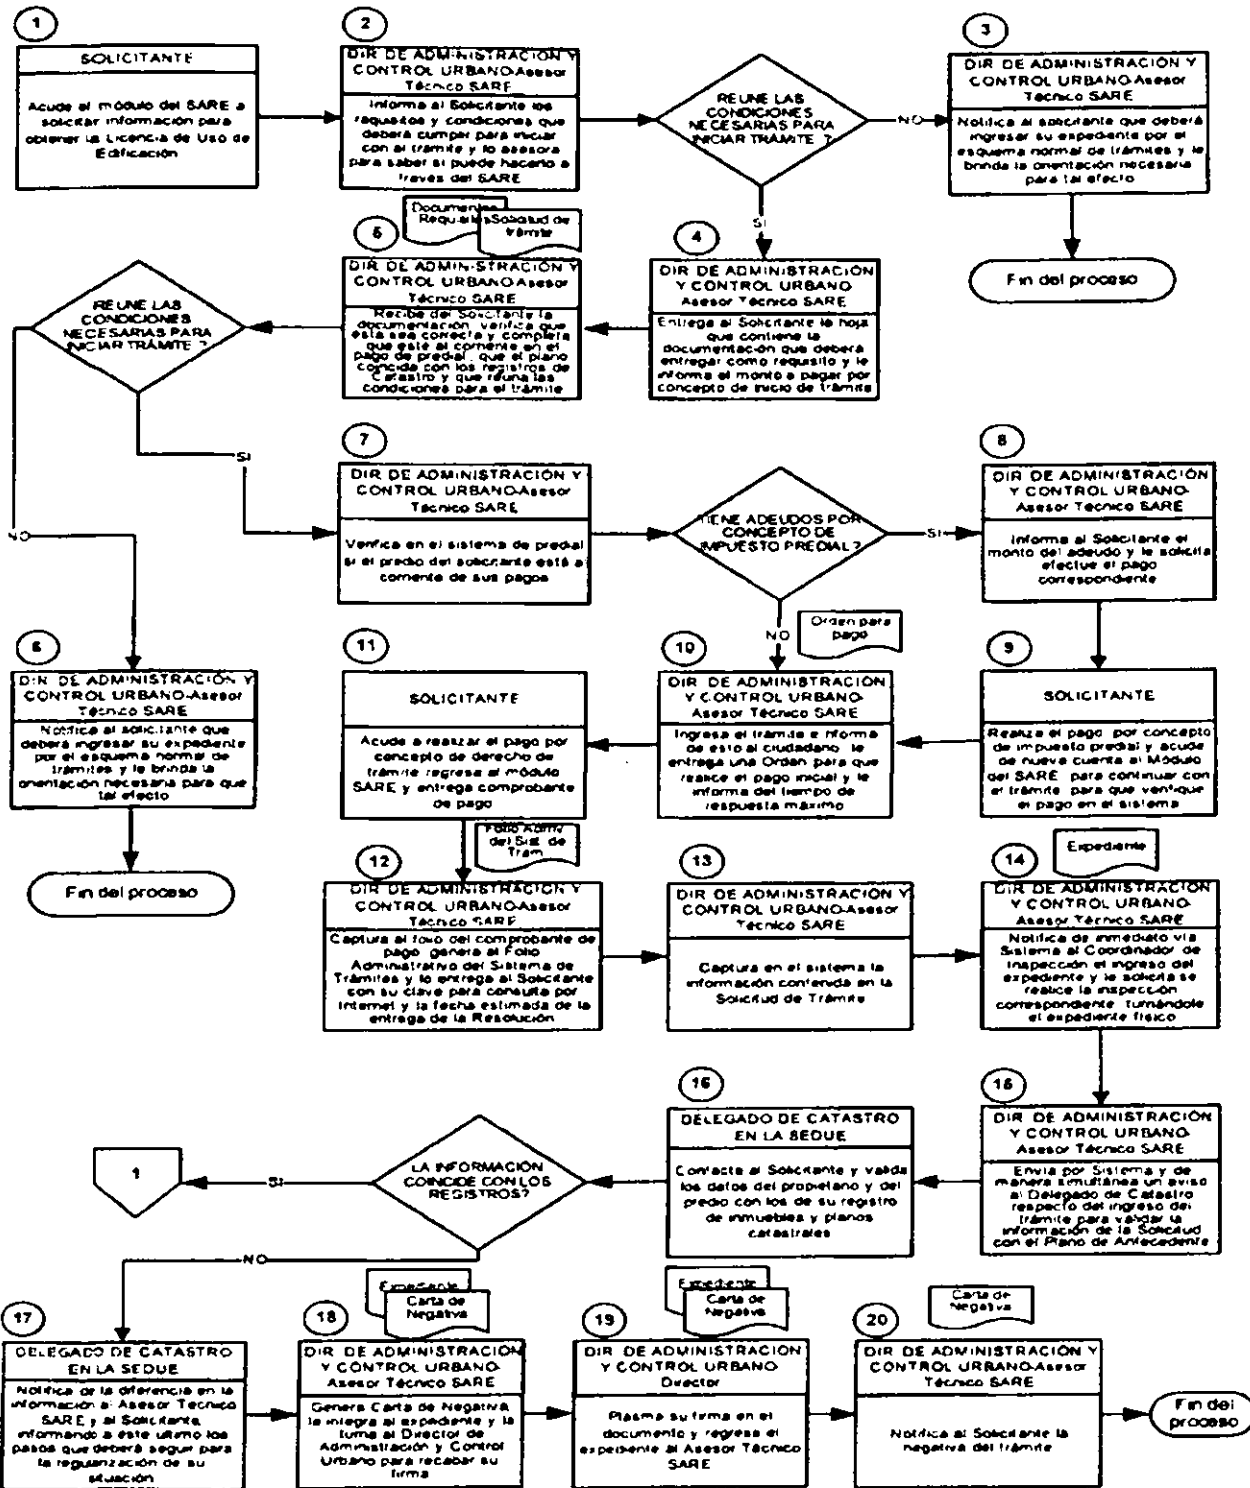 1
SOLICITANTE
Acude al módulo del SARE a
solicitar información para
obtener la Licencia de Uso de
Edificación
2
DIR DE ADMINISTRACIÓN Y
CONTROL URBANO-Asesor
Técnico SARE
Informa al Solicitante los
requisitos y condiciones que
deberá cumplir para iniciar
con al trámite y lo asesora
para saber si puede hacerlo a
través del SARE
REUNE LAS
CONDICIONES
NECESARIAS PARA
INICIAR TRÁMITE ?
NO
SI
3
DIR DE ADMINISTRACIÓN Y
CONTROL URBANO-Asesor
Técnico SARE
Notifica al solicitante que deberá
ingresar su expediente por el
esquema normal de trámites y le
brinda la orientación necesaria
para tal efecto
Fin del proceso
4
DIR DE ADMINISTRACIÓN
Y CONTROL URBANO-
Asesor Técnico SARE
Entrega al Solicitante la hoja
que contiene la
documentación que deberá
entregar como requisito y le
informa el monto a pagar por
concepto de inicio de trámite
Documentos
Requisitos
Solicitud de
trámite
5
DIR DE ADMINISTRACIÓN Y
CONTROL URBANO-Asesor
Técnico SARE
Recibe del Solicitante la
documentación, verifica que
esta sea correcta y completa
que esté al corriente en el
pago de predial, que el plano
coincida con los registros de
Catastro y que reúna las
condiciones para el trámite
REUNE LAS
CONDICIONES
NECESARIAS PARA
INICIAR TRÁMITE ?
NO
SI
6
DIR DE ADMINISTRACIÓN Y
CONTROL URBANO-Asesor
Técnico SARE
Notifica al solicitante que
deberá ingresar su expediente
por el esquema normal de
trámites y le brinda la
orientación necesaria para que
tal efecto
Fin del proceso
7
DIR DE ADMINISTRACIÓN Y
CONTROL URBANO-Asesor
Técnico SARE
Verifica en el sistema de predial
si el predio del solicitante está al
corriente de sus pagos
TIENE ADEUDOS POR
CONCEPTO DE
IMPUESTO PREDIAL?
SI
NO
8
DIR DE ADMINISTRACIÓN
Y CONTROL URBANO-
Asesor Técnico SARE
Informa al Solicitante el
monto del adeudo y le solicita
efectue el pago
correspondiente
9
SOLICITANTE
Realiza el pago por concepto
de impuesto predial y acude
de nueva cuenta al Módulo
del SARE para continuar con
el trámite para que verifique
el pago en el sistema
Orden para
pago
10
DIR DE ADMINISTRACIÓN
Y CONTROL URBANO-
Asesor Técnico SARE
Ingresa el trámite e informa
de esto al ciudadano le
entrega una Orden para que
realice el pago inicial y le
informa del tiempo de
respuesta máximo
11
SOLICITANTE
Acude a realizar el pago por
concepto de derecho de
trámite regresa al módulo
SARE y entrega comprobante
de pago
Folio Admv
del Sist de
Tram
12
DIR DE ADMINISTRACIÓN Y
CONTROL URBANO-Asesor
Técnico SARE
Captura al folio del comprobante de
pago genera al Folio
Administrativo del Sistema de
Trámites y lo entrega al Solicitante
con su clave para consulta por
Internet y la fecha estimada de la
entrega de la Resolución
13
DIR DE ADMINISTRACIÓN Y
CONTROL URBANO-Asesor
Técnico SARE
Captura en el sistema la
información contenida en la
Solicitud de Trámite
Expediente
14
DIR DE ADMINISTRACIÓN
Y CONTROL URBANO-
Asesor Técnico SARE
Notifica de inmediato vía
Sistema al Coordinador de
Inspección el ingreso del
expediente y le solicita se
realice la inspección
correspondiente turnándole
el expediente físico
15
DIR DE ADMINISTRACIÓN
Y CONTROL URBANO-
Asesor Técnico SARE
Envía por Sistema y de
manera simultánea un aviso
al Delegado de Catastro
respecto del ingreso del
trámite para validar la
información de la Solicitud
con el Plano de Antecedente
16
DELEGADO DE CATASTRO
EN LA SEDUE
Contacta al Solicitante y valida
los datos del propietario y del
predio con los de su registro
de inmuebles y planos
catastrales
LA INFORMACIÓN
COINCIDE CON LOS
REGISTROS?
SI
1
NO
17
DELEGADO DE CATASTRO
EN LA SEDUE
Notifica de la diferencia en la
información al Asesor Tecnico
SARE y al Solicitante,
informando a este ultimo los
pasos que deberá seguir para
la regularización de su
situación
Expediente
Carta de
Negativa
18
DIR DE ADMINISTRACIÓN
Y CONTROL URBANO-
Asesor Técnico SARE
Genera Carta de Negativa
la integra al expediente y la
turna al Director de
Administración y Control
Urbano para recabar su
firma
Expediente
Carta de
Negativa
19
DIR DE ADMINISTRACIÓN
Y CONTROL URBANO
Director
Plasma su firma en el
documento y regresa el
expediente al Asesor Técnico
SARE
Carta de
Negativa
20
DIR DE ADMINISTRACIÓN Y
CONTROL URBANO-Asesor
Técnico SARE
Notifica al Solicitante la
negativa del trámite
Fin del
proceso